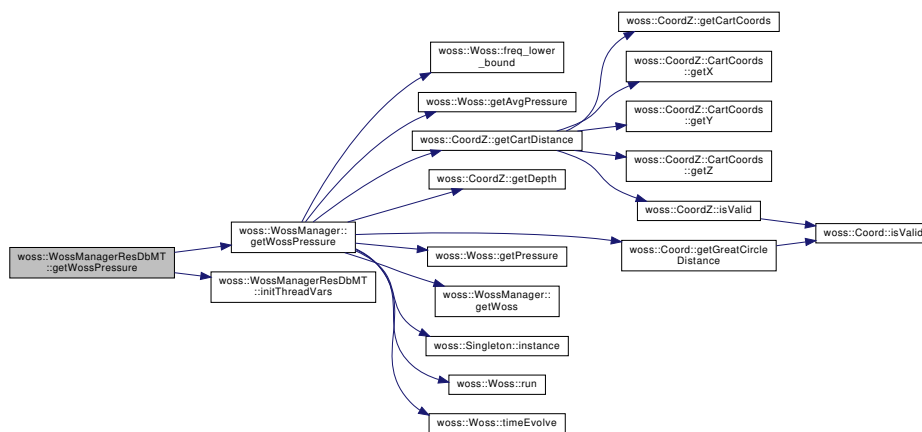 woss::WossManagerResDbMT
::getWossPressure
woss::WossManager::
getWossPressure
woss::WossManagerResDbMT
::initThreadVars
woss::Woss::freq_lower
_bound
woss::Woss::getAvgPressure
woss::CoordZ::getCartDistance
woss::CoordZ::getDepth
woss::Woss::getPressure
woss::WossManager::
getWoss
woss::Singleton::instance
woss::Woss::run
woss::Woss::timeEvolve
woss::CoordZ::getCartCoords
woss::CoordZ::CartCoords
::getX
woss::CoordZ::CartCoords
::getY
woss::CoordZ::CartCoords
::getZ
woss::CoordZ::isValid
woss::Coord::getGreatCircle
Distance
woss::Coord::isValid